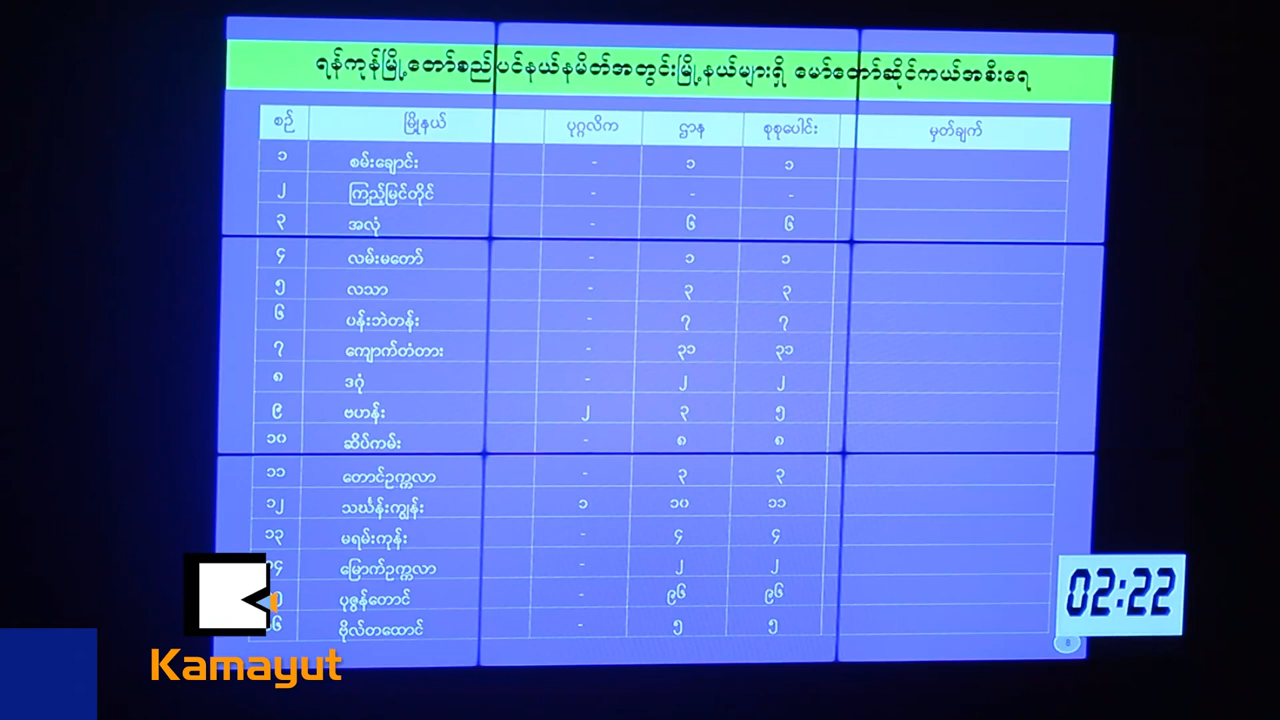 ရန်ကုန်မြို့တော်စည်ပင်နယ်နမိတ်အတွင်းမြို့နယ်များရှိ မော်တော်ဆိုင်ကယ်အစီးရေ
စဉ် မြို့နယ် ပုဂ္ဂလိက ဌာန စုစုပေါင်း မှတ်ချက်
၁ စမ်းချောင်း - ၁ ၁
၂ ကြည့်မြင်တိုင် - - -
၃ အလုံ - ၆ ၆
၄ လမ်းမတော် - ၁ ၁
၅ လသာ - ၃ ၃
၆ ပန်းဘဲတန်း - ၇ ၇
၇ ကျောက်တံတား - ၃၁ ၃၁
၈ ဒဂုံ - ၂ ၂
၉ ဗဟန်း ၂ ၃ ၅
၁၀ ဆိပ်ကမ်း - ၈ ၈
၁၁ တောင်ဥက္ကလာ - ၃ ၃
၁၂ သင်္ဃန်းကျွန်း ၁ ၁၀ ၁၁
၁၃ မရမ်းကုန်း - ၄ ၄
၄ မြောက်ဥက္ကလာ - ၂ ၂
ပုဇွန်တောင် - ၉၆ ၉၆
၆ ဗိုလ်တထောင် - ၅ ၅
02:22
8
Kamayut